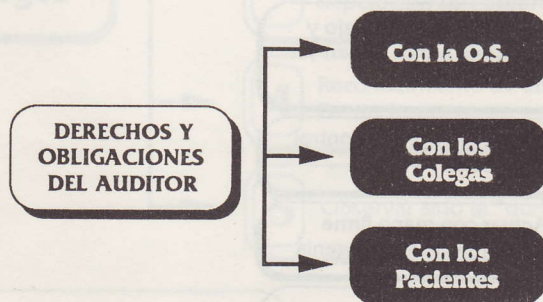 DERECHOS Y
OBLIGACIONES
DEL AUDITOR
Con la O.S.
Con los
Colegas
Con los
Pacientes